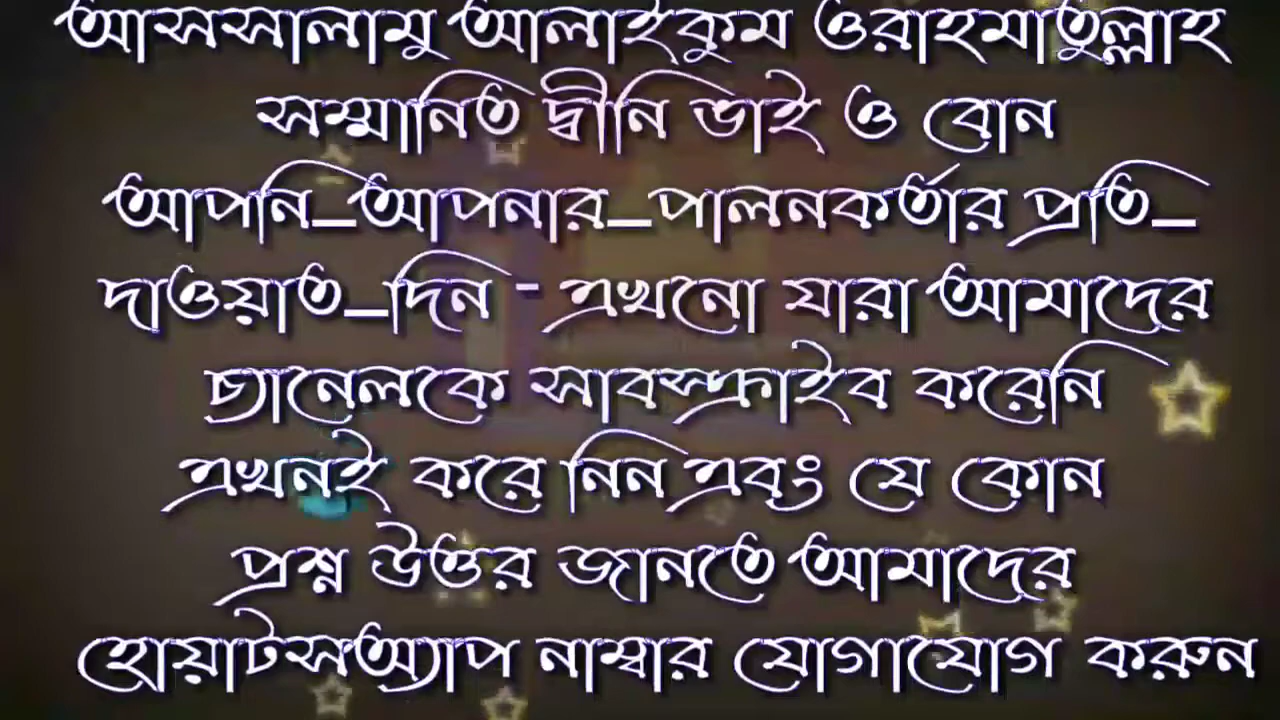 আসসালামু আলাইকুম ওরাহমাতুল্লাহ
সম্মানিত দ্বীনি ভাই ও বোন
আপনি_আপনার_পালনকর্তার প্রতি_
দাওয়াত_দিন - এখনো যারা আমাদের
চ্যানেলকে সাবস্ক্রাইব করেনি
এখনই করে নিন এবং যে কোন
প্রশ্ন উত্তর জানতে আমাদের
হোয়াটসঅ্যাপ নাম্বার যোগাযোগ করুন